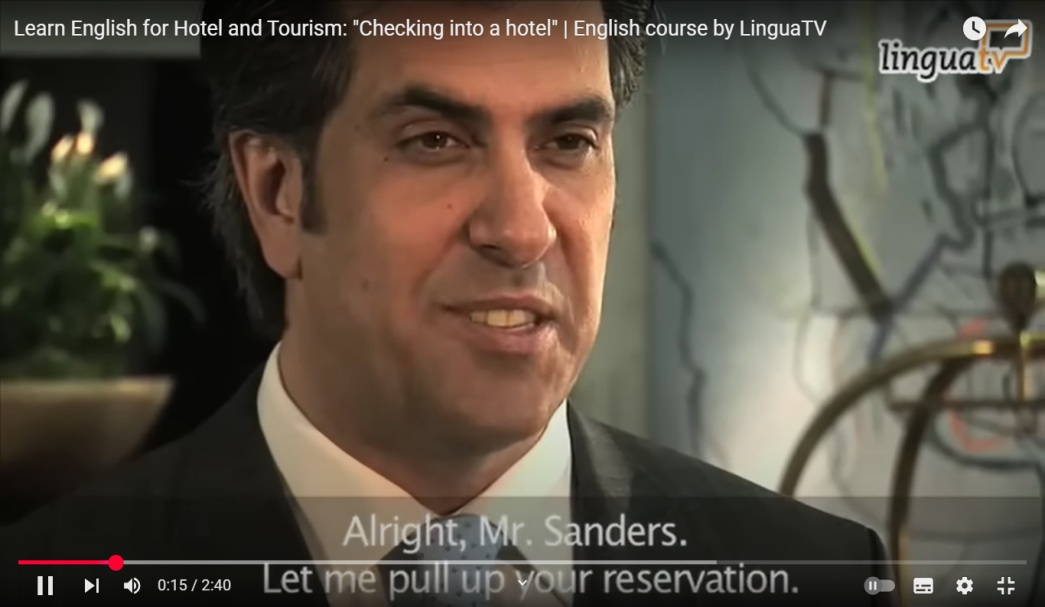 Learn English for Hotel and Tourism: "Checking into a hotel" | English course by LinguaTV
linguatv
Alright, Mr. Sanders.
Let me pull up your reservation.
0:15 / 2:40